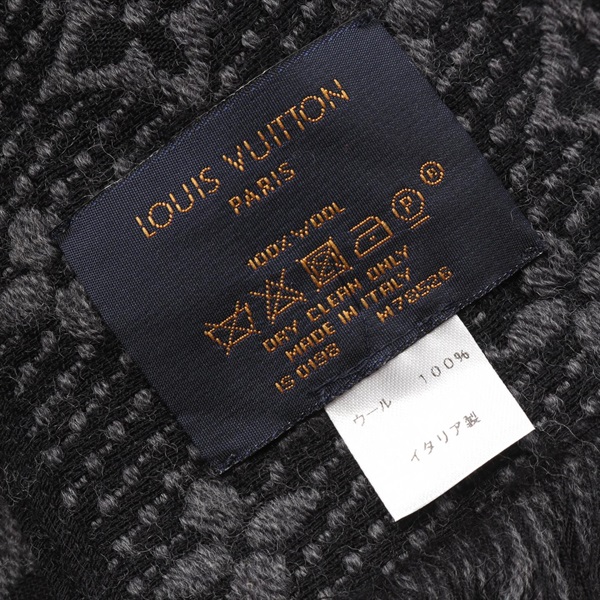 LOUIS VUITTON
PARIS
100% WOOL
P
DRY CLEAN ONLY
MADE IN ITALY
IS 0198 M78526
ウール 100%
イタリア製